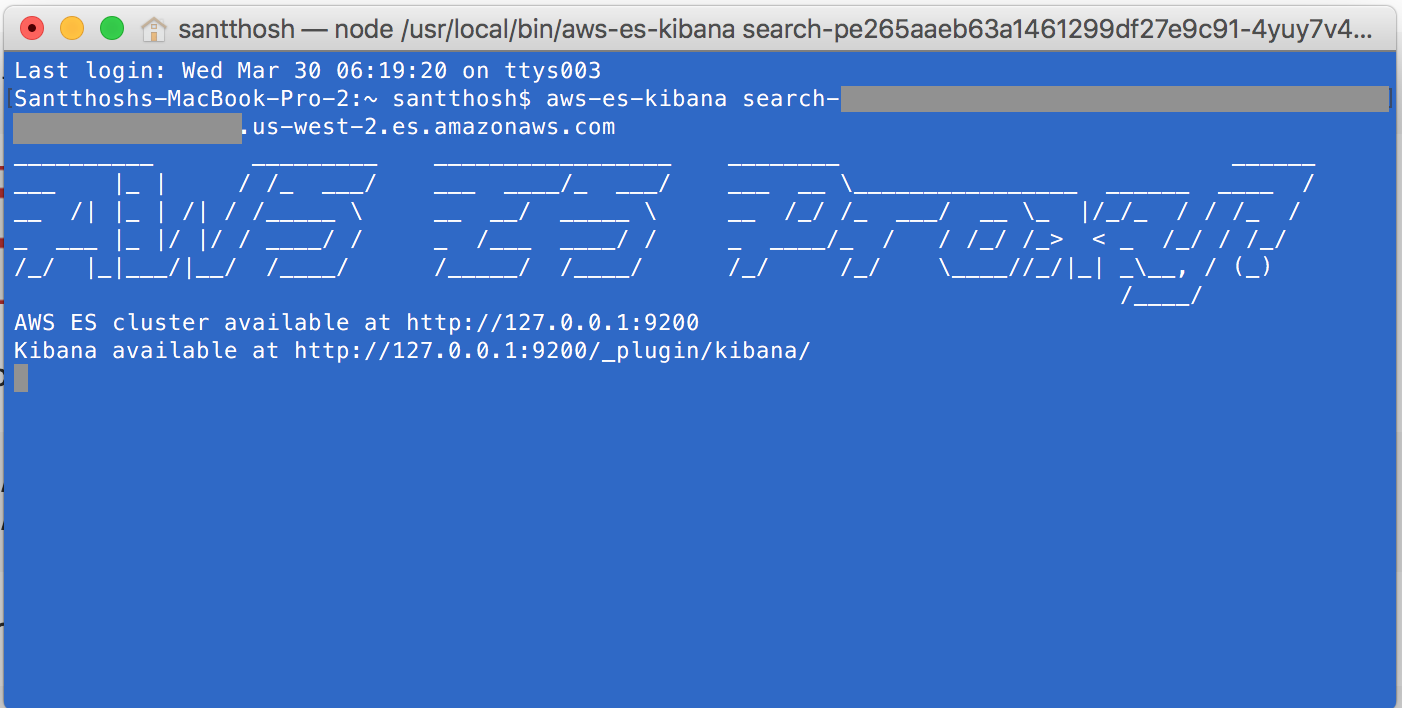 santthosh — node /usr/local/bin/aws-es-kibana search-pe265aaeb63a1461299df27e9c91-4yuy7v4...
Last login: Wed Mar 30 06:19:20 on ttys003
Santthoshs-MacBook-Pro-2:~ santthosh$ aws-es-kibana search-
.us-west-2.es.amazonaws.com
AWS ES Proxy!
AWS ES cluster available at http://127.0.0.1:9200
Kibana available at http://127.0.0.1:9200/_plugin/kibana/